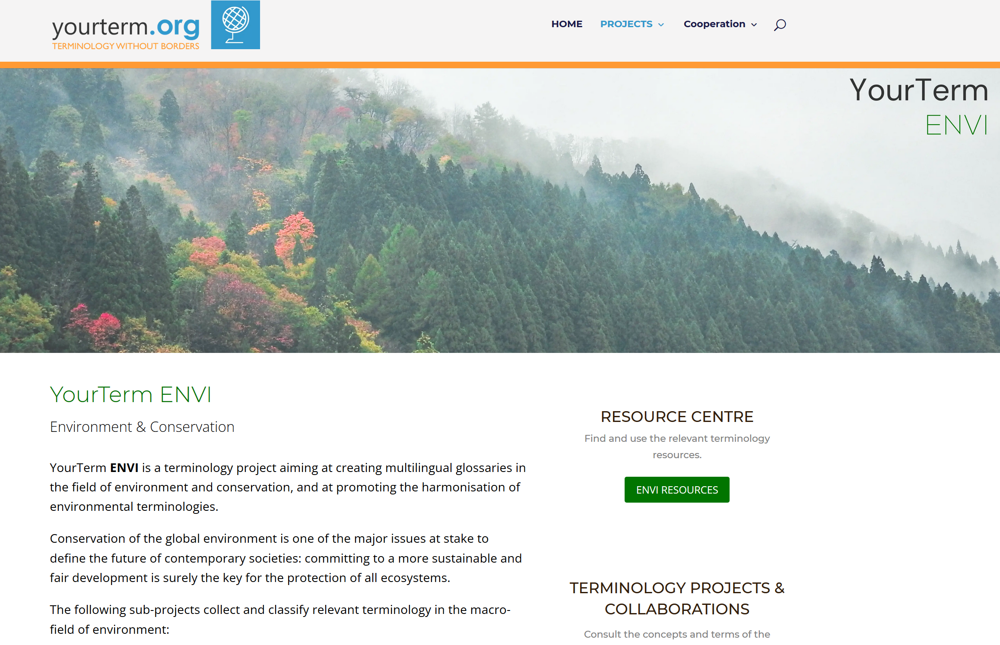 yourterm.org
TERMINOLOGY WITHOUT BORDERS
HOME PROJECTS Cooperation
YourTerm
ENVI
YourTerm ENVI
Environment & Conservation
YourTerm ENVI is a terminology project aiming at creating multilingual glossaries in
the field of environment and conservation, and at promoting the harmonisation of
environmental terminologies.
Conservation of the global environment is one of the major issues at stake to
define the future of contemporary societies: committing to a more sustainable and
fair development is surely the key for the protection of all ecosystems.
The following sub-projects collect and classify relevant terminology in the macro-
field of environment:
RESOURCE CENTRE
Find and use the relevant terminology
resources.
ENVI RESOURCES
TERMINOLOGY PROJECTS &
COLLABORATIONS
Consult the concepts and terms of the